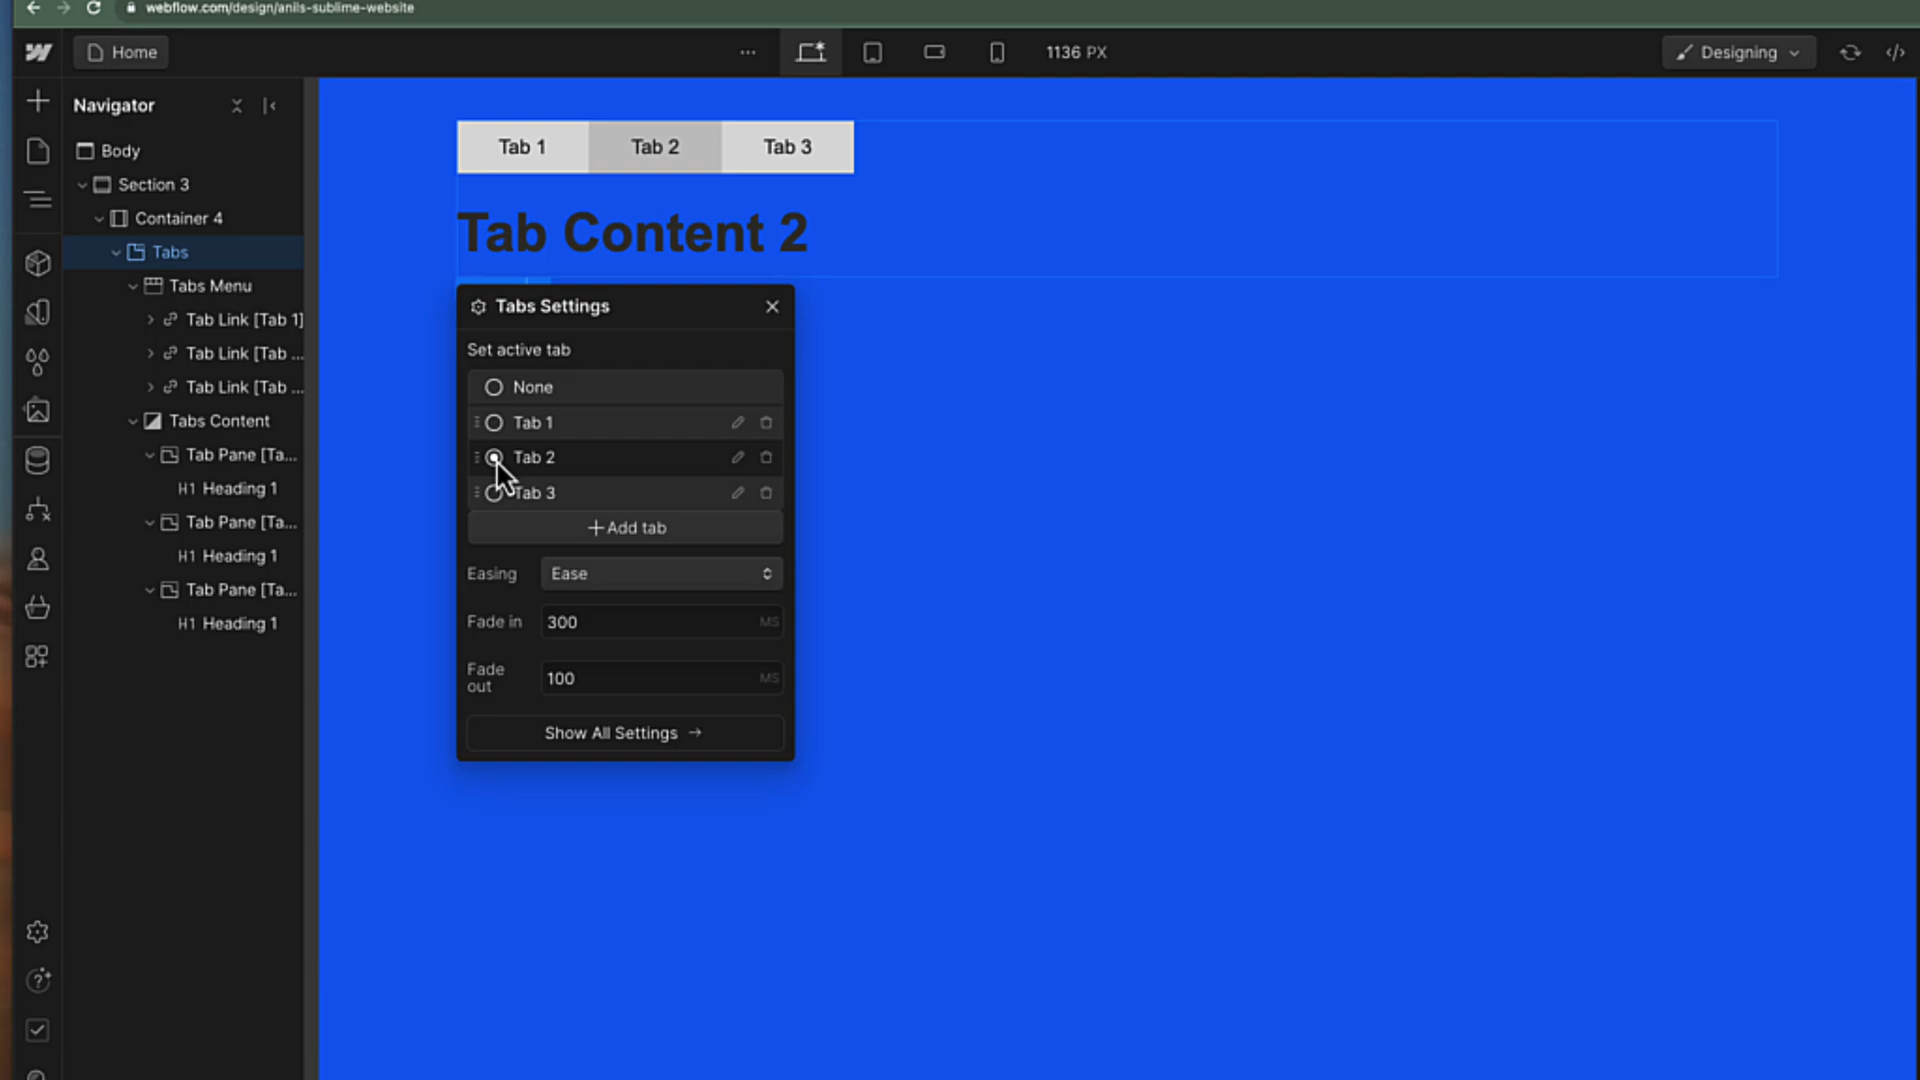 webflow.com/design/anils-sublime-website
Home
1136 PX
Designing
Navigator
Body
Section 3
Container 4
Tabs
Tabs Menu
Tab Link [Tab 1]
Tab Link [Tab ...
Tab Link [Tab ...
Tabs Content
Tab Pane [Ta...
H1 Heading 1
Tab Pane [Ta...
H1 Heading 1
Tab Pane [Ta...
H1 Heading 1
Tab 1 Tab 2 Tab 3
Tab Content 2
Tabs Settings
Set active tab
None
Tab 1
Tab 2
Tab 3
Add tab
Easing Ease
Fade in 300 MS
Fade
out
100 MS
Show All Settings →